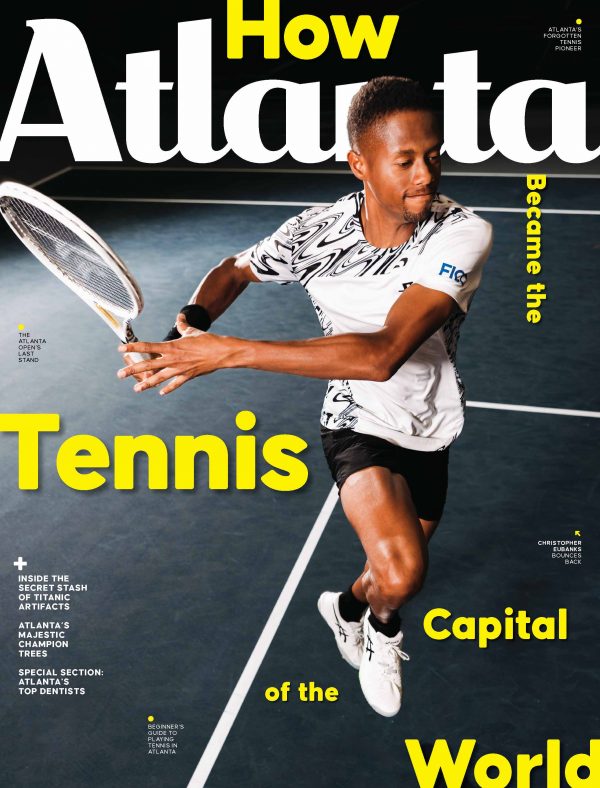 How
Atlanta
ATLANTA'S
FORGOTTEN
TENNIS
PIONEER
Became the
FICO
THE
ATLANTA
OPEN'S
LAST
STAND
Tennis
CHRISTOPHER
EUBANKS
BOUNCES
BACK
+
INSIDE THE
SECRET STASH
OF TITANIC
ARTIFACTS
ATLANTA'S
MAJESTIC
CHAMPION
TREES
SPECIAL SECTION:
ATLANTA'S
TOP DENTISTS
Capital
of the
BEGINNER'S
GUIDE TO
PLAYING
TENNIS IN
ATLANTA
World